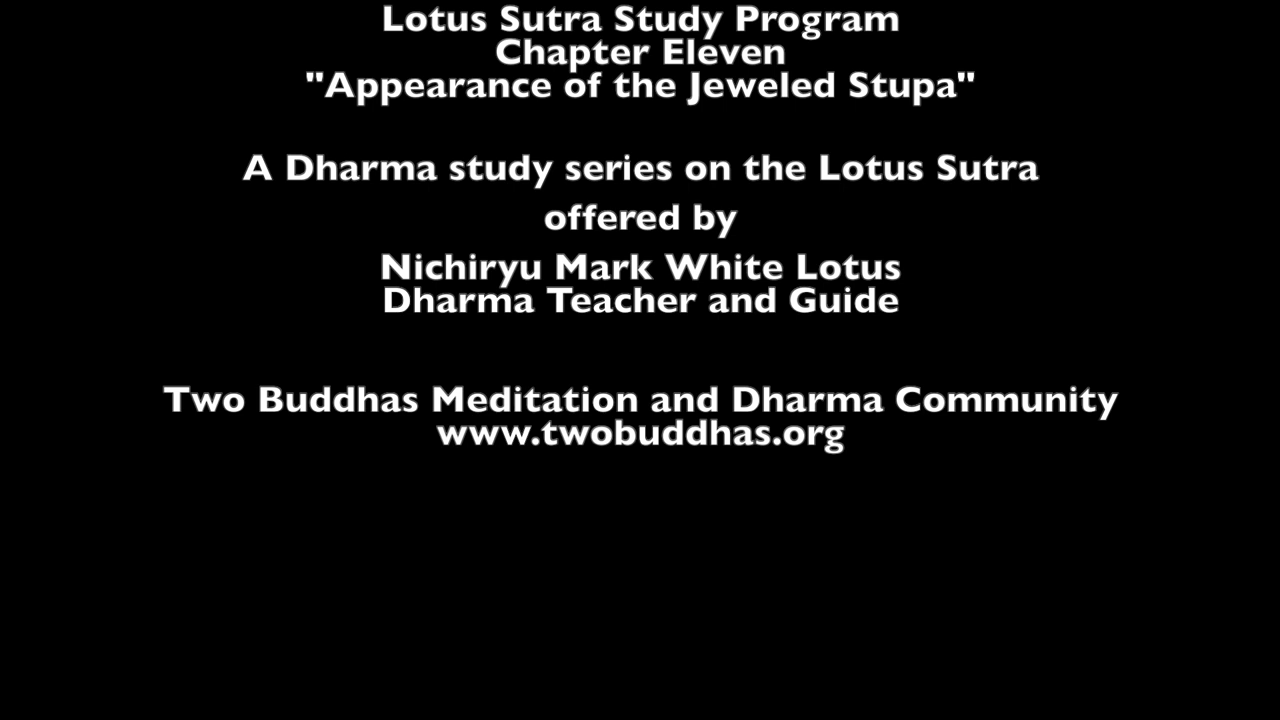 Lotus Sutra Study Program
Chapter Eleven
"Appearance of the Jeweled Stupa"
A Dharma study series on the Lotus Sutra
offered by
Nichiryu Mark White Lotus
Dharma Teacher and Guide
Two Buddhas Meditation and Dharma Community
www.twobuddhas.org